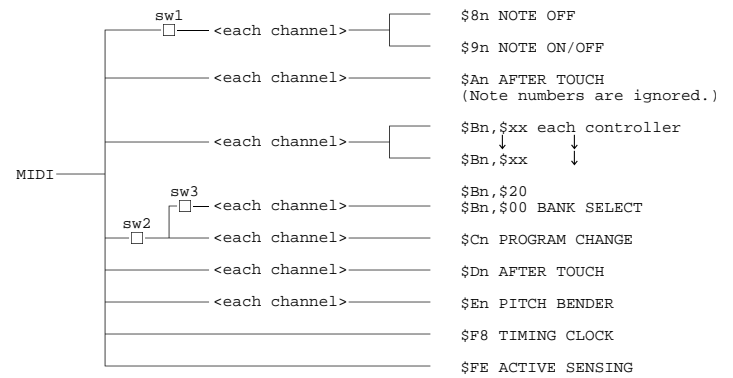 sw1
<each channel>
$8n NOTE OFF
$9n NOTE ON/OFF
<each channel>
$An AFTER TOUCH
(Note numbers are ignored.)
<each channel>
$Bn,$xx each controller
$Bn,$xx
MIDI
sw3
<each channel>
$Bn,$20
$Bn,$00 BANK SELECT
sw2
<each channel>
$Cn PROGRAM CHANGE
<each channel>
$Dn AFTER TOUCH
<each channel>
$En PITCH BENDER
$F8 TIMING CLOCK
$FE ACTIVE SENSING